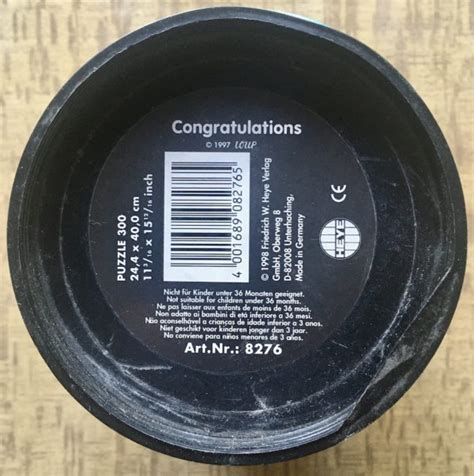 Congratulations
© 1997 LOUP
PUZZLE 300
24,4 x 40,0 cm
11 3/16 x 15 13/16 inch
4 001689 082765
© 1998 Friedrich W. Heye Verlag
GmbH, Oberweg 8
D-82008 Unterhaching,
Made in Germany
HEYE
CE
Nicht für Kinder unter 36 Monaten geeignet.
Not suitable for children under 36 months.
Ne pas laisser aux enfants de moins de 36 mois.
Non adatto ai bambini di età inferiore a 36 mesi.
Não aconselhável a crianças de idade inferior a 3 anos.
Niet geschikt voor kinderen jonger dan 3 jaar.
No conviene para niños menores de 3 años.
Art.Nr.: 8276